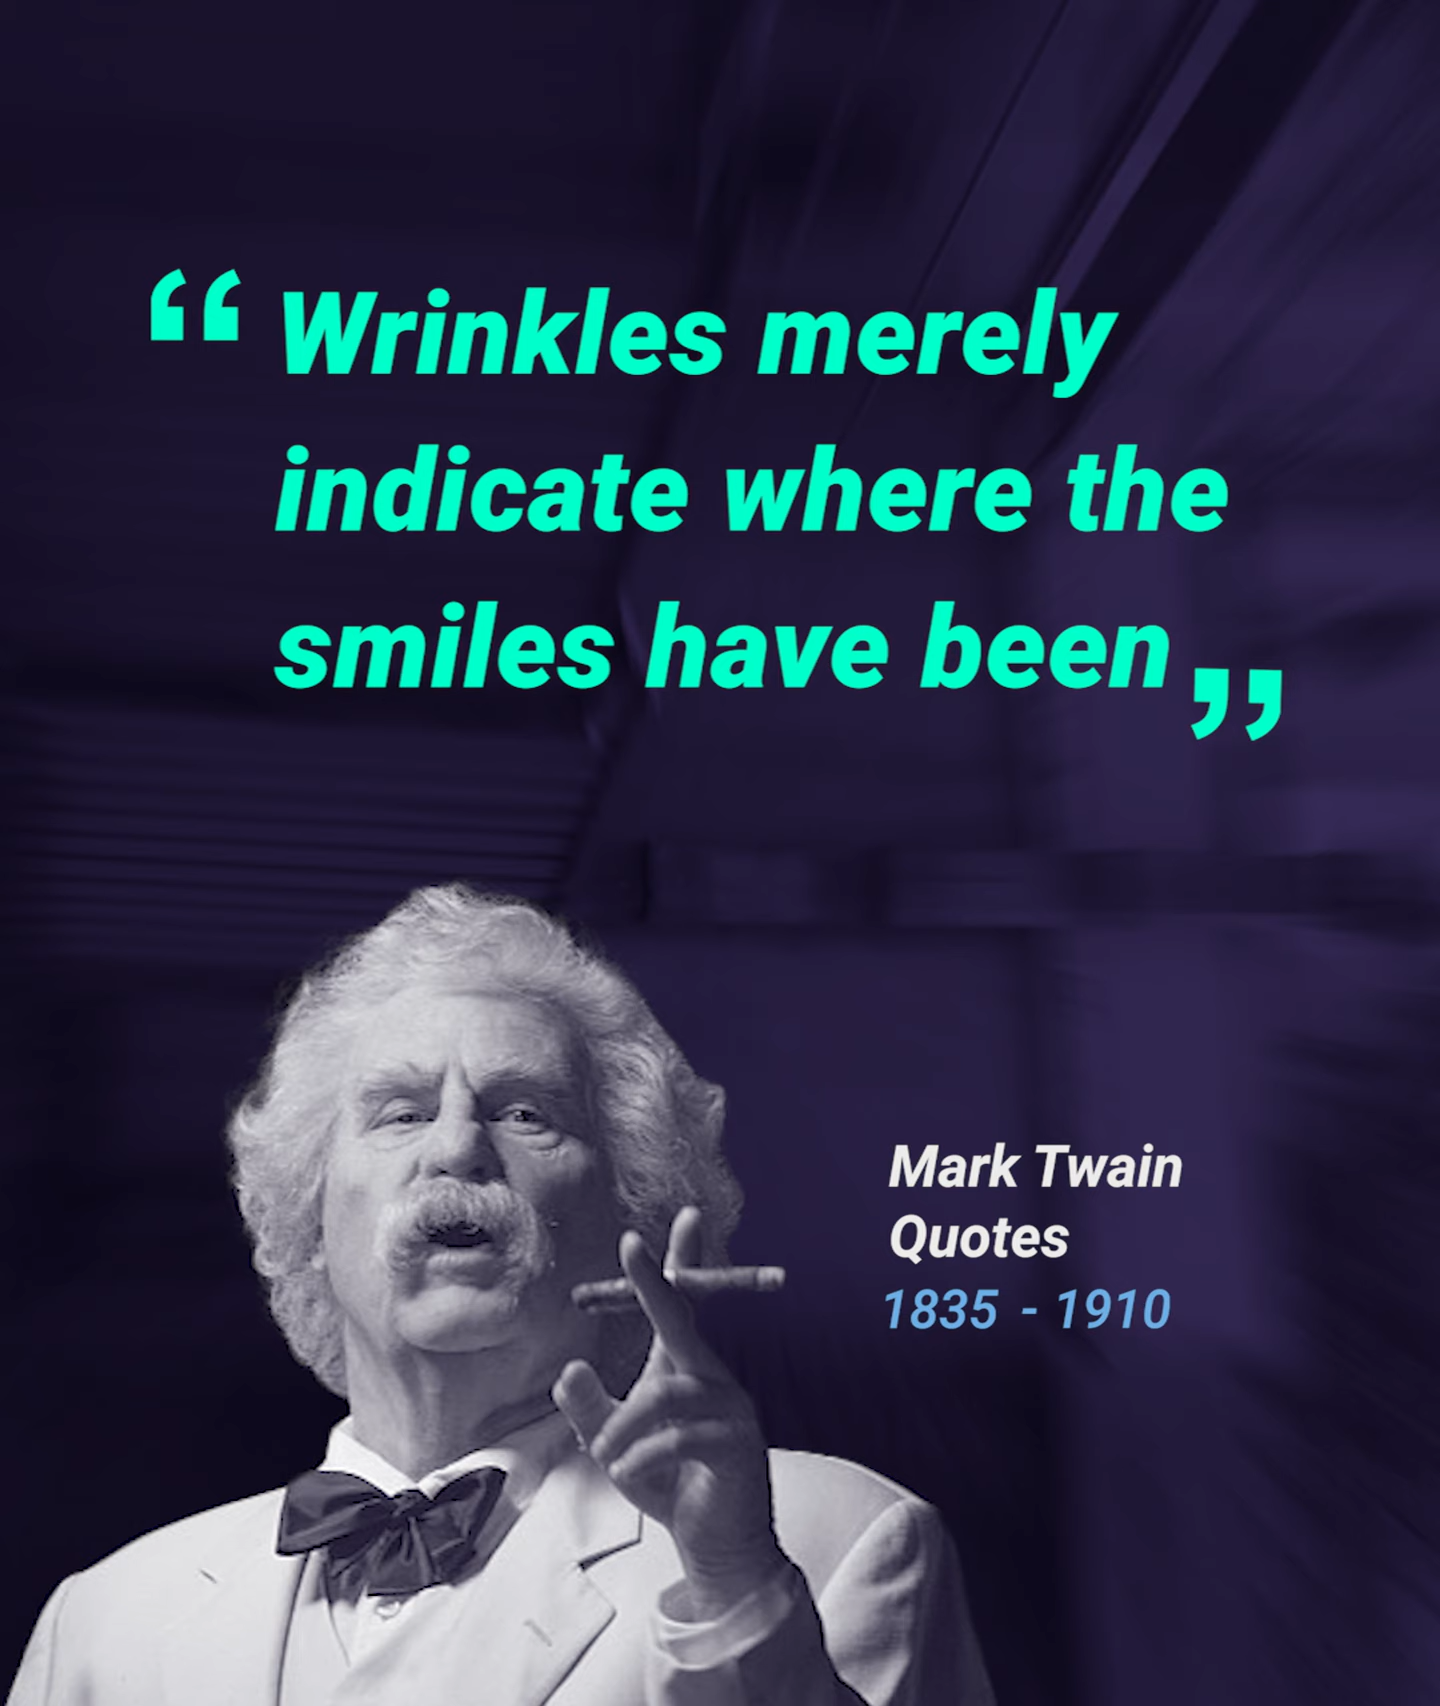 “ Wrinkles merely
indicate where the
smiles have been ”
Mark Twain
Quotes
1835 - 1910